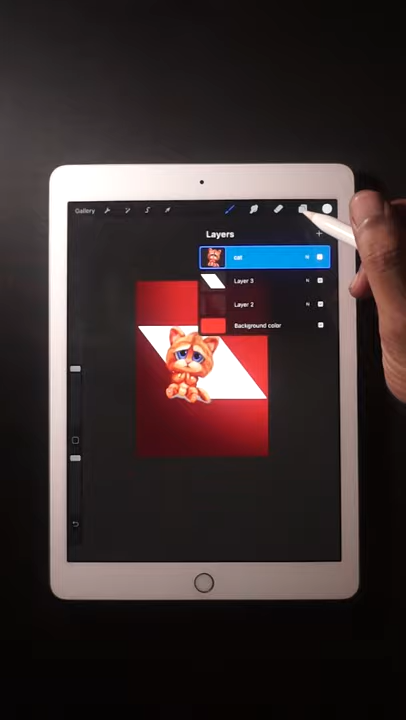 Gallery
Layers
cat
N
Layer 3
N
Layer 2
N
Background color